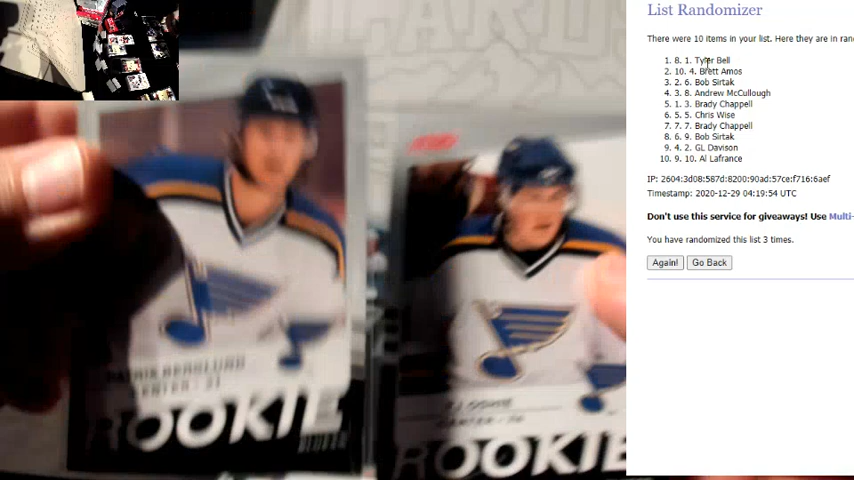 List Randomizer
There were 10 items in your list. Here they are in ran
1. 8. 1. Tyler Bell
2. 10. 4. Brett Amos
3. 2. 6. Bob Sirtak
4. 3. 8. Andrew McCullough
5. 1. 3. Brady Chappell
6. 5. 5. Chris Wise
7. 7. 7. Brady Chappell
8. 6. 9. Bob Sirtak
9. 4. 2. GL Davison
10. 9. 10. Al Lafrance
IP: 2604:3d08:587d:8200:90ad:57ce:f716:6aef
Timestamp: 2020-12-29 04:19:54 UTC
Don't use this service for giveaways! Use Multi-
You have randomized this list 3 times.
Again! Go Back
BERGLUND
CENTER
ROOKIE
ROOKIE